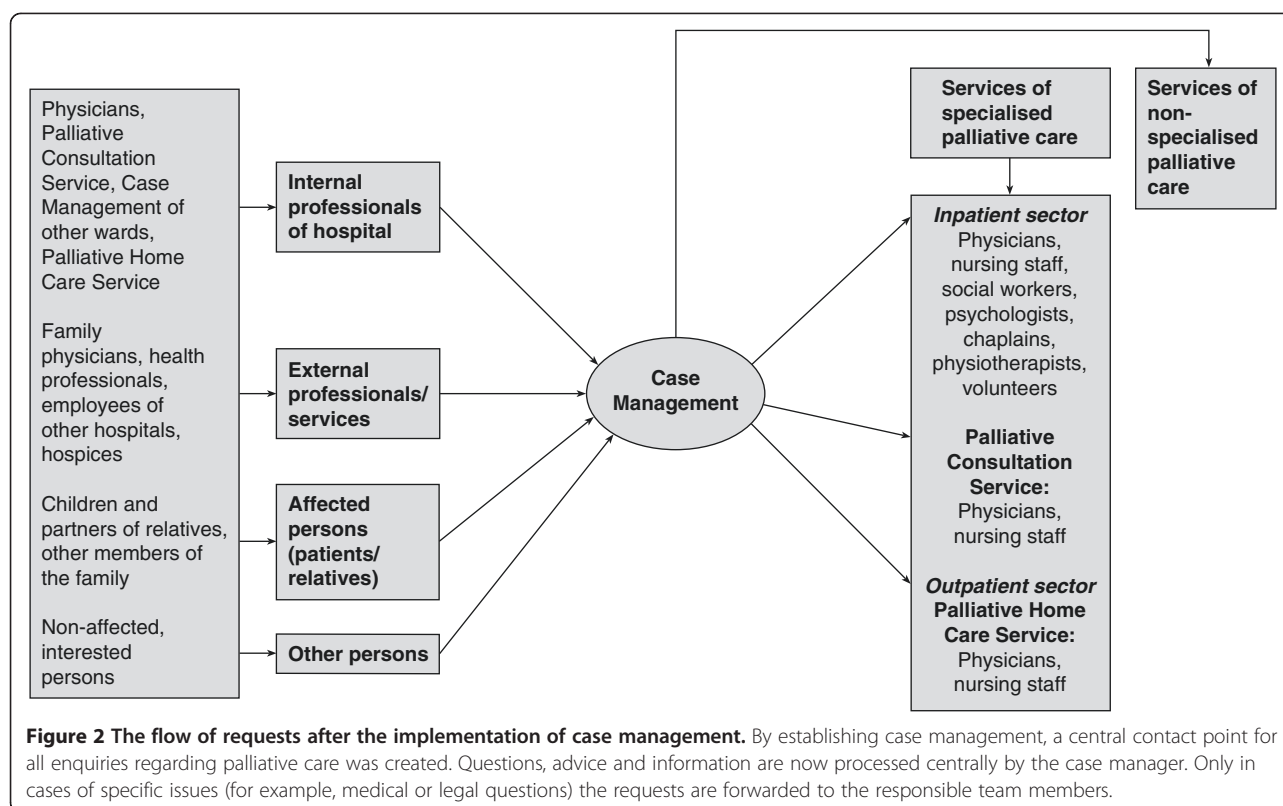 Physicians,
Palliative
Consultation
Service, Case
Management of
other wards,
Palliative Home
Care Service
Family
physicians, health
professionals,
employees of
other hospitals,
hospices
Children and
partners of relatives,
other members of
the family
Non-affected,
interested
persons
Internal
professionals
of hospital
External
professionals/
services
Affected
persons
(patients/
relatives)
Other persons
Case
Management
Services of
specialised
palliative care
Services of
non-
specialised
palliative
care
Inpatient sector
Physicians,
nursing staff,
social workers,
psychologists,
chaplains,
physiotherapists,
volunteers
Palliative
Consultation
Service:
Physicians,
nursing staff
Outpatient sector
Palliative Home
Care Service:
Physicians,
nursing staff
Figure 2 The flow of requests after the implementation of case management. By establishing case management, a central contact point for
all enquiries regarding palliative care was created. Questions, advice and information are now processed centrally by the case manager. Only in
cases of specific issues (for example, medical or legal questions) the requests are forwarded to the responsible team members.